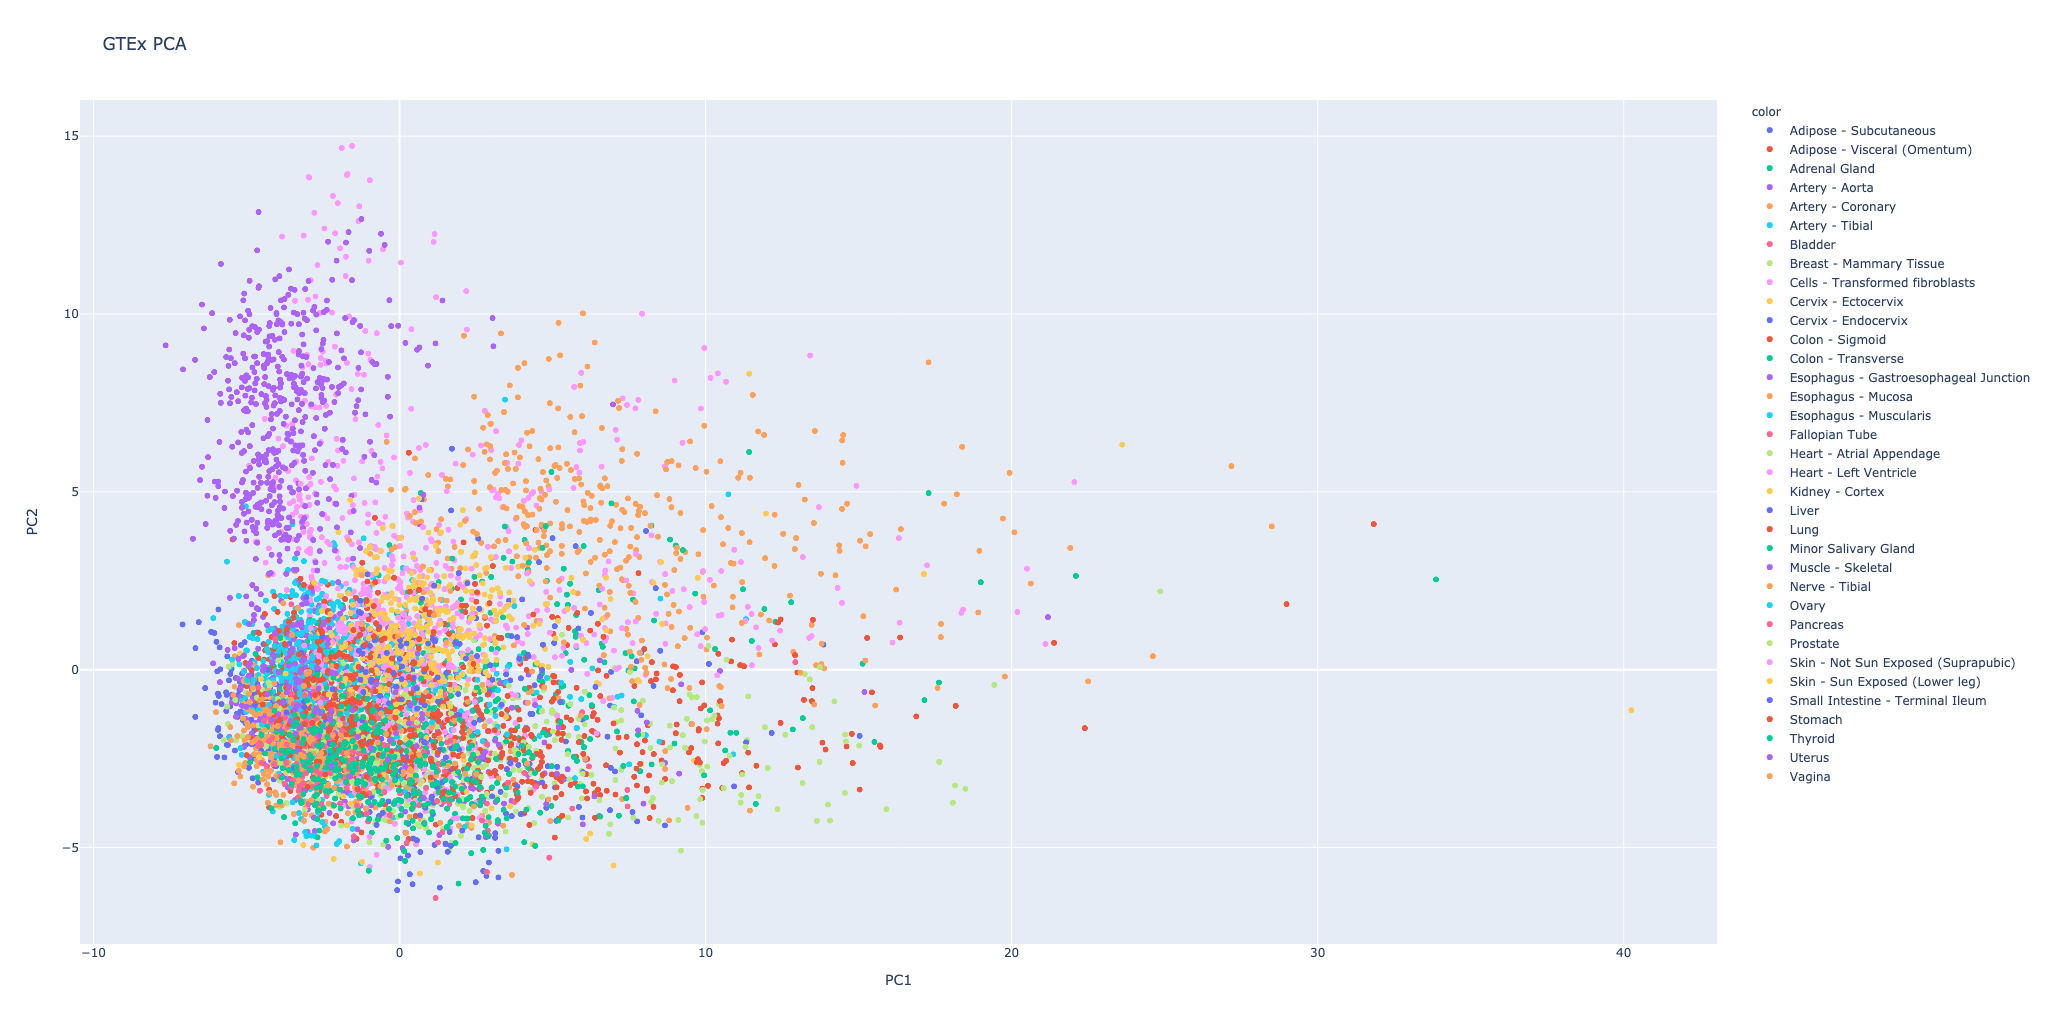 GTEx PCA
color
Adipose - Subcutaneous
Adipose - Visceral (Omentum)
Adrenal Gland
Artery - Aorta
Artery - Coronary
Artery - Tibial
Bladder
Breast - Mammary Tissue
Cells - Transformed fibroblasts
Cervix - Ectocervix
Cervix - Endocervix
Colon - Sigmoid
Colon - Transverse
Esophagus - Gastroesophageal Junction
Esophagus - Mucosa
Esophagus - Muscularis
Fallopian Tube
Heart - Atrial Appendage
Heart - Left Ventricle
Kidney - Cortex
Liver
Lung
Minor Salivary Gland
Muscle - Skeletal
Nerve - Tibial
Ovary
Pancreas
Prostate
Skin - Not Sun Exposed (Suprapubic)
Skin - Sun Exposed (Lower leg)
Small Intestine - Terminal Ileum
Stomach
Thyroid
Uterus
Vagina
15
10
5
0
−5
PC2
−10
0
10
20
30
40
PC1